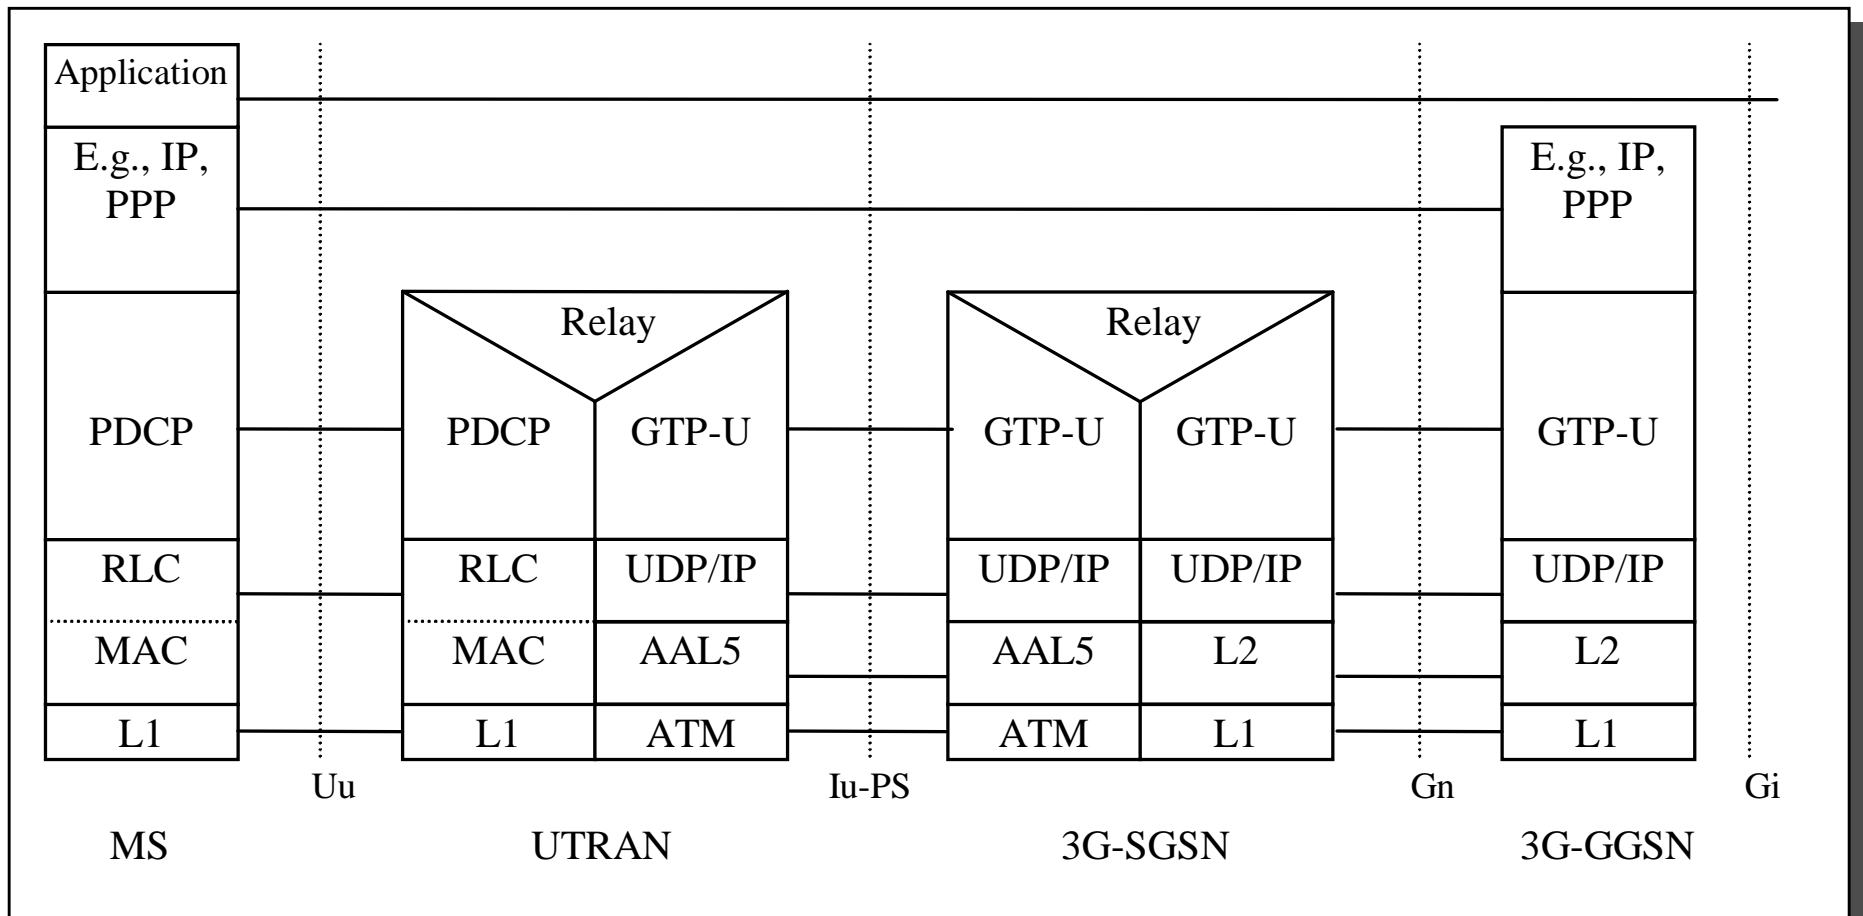 Application
E.g., IP,
PPP
E.g., IP,
PPP
Relay
Relay
PDCP
PDCP
GTP-U
GTP-U
GTP-U
GTP-U
RLC
RLC
UDP/IP
UDP/IP
UDP/IP
UDP/IP
MAC
MAC
AAL5
AAL5
L2
L2
L1
L1
ATM
ATM
L1
L1
Uu
Iu-PS
Gn
Gi
MS
UTRAN
3G-SGSN
3G-GGSN